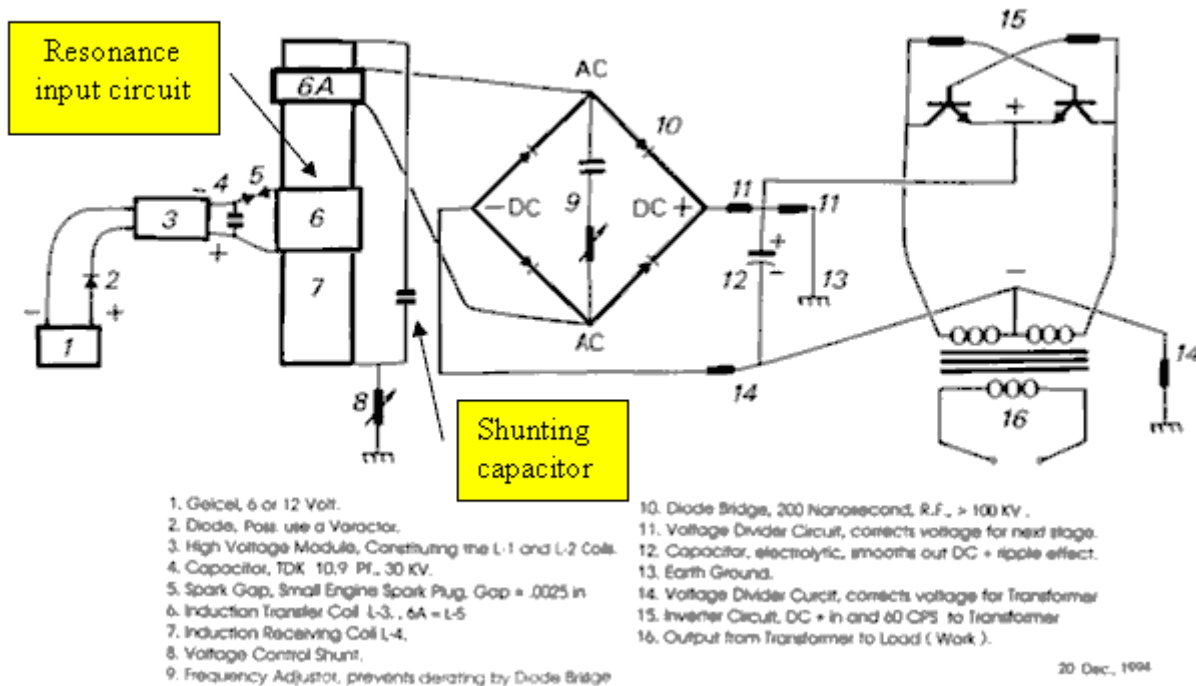 Resonance
input circuit
6A
AC
15
+
10
4
5
-
3
+
6
7
- DC
9
DC +
11
11
+
12
-
13
2
-
+
1
AC
-
14
14
8
Shunting
capacitor
16
1. Gelcel, 6 or 12 Volt.
2. Diode, Poss. use a Varactor.
3. High Voltage Module, Constituting the L-1 and L-2 Coils.
4. Capacitor, TDK 10.9 Pf., 30 KV.
5. Spark Gap, Small Engine Spark Plug, Gap = .0025 in
6. Induction Transfer Coil L-3, , 6A = L-5
7. Induction Receiving Coil L-4,
8. Voltage Control Shunt,
9. Frequency Adjustor, prevents derating by Diode Bridge
10. Diode Bridge, 200 Nanosecond, R.F., > 100 KV .
11. Voltage Divider Circuit, corrects voltage for next stage.
12. Capacitor, electrolytic, smooths out DC + ripple effect.
13. Earth Ground.
14. Voltage Divider Curcit, corrects voltage for Transformer
15. Inverter Circuit, DC + in and 60 CPS to Transformer
16. Output from Transformer to Load ( Work ).
20 Dec., 1994